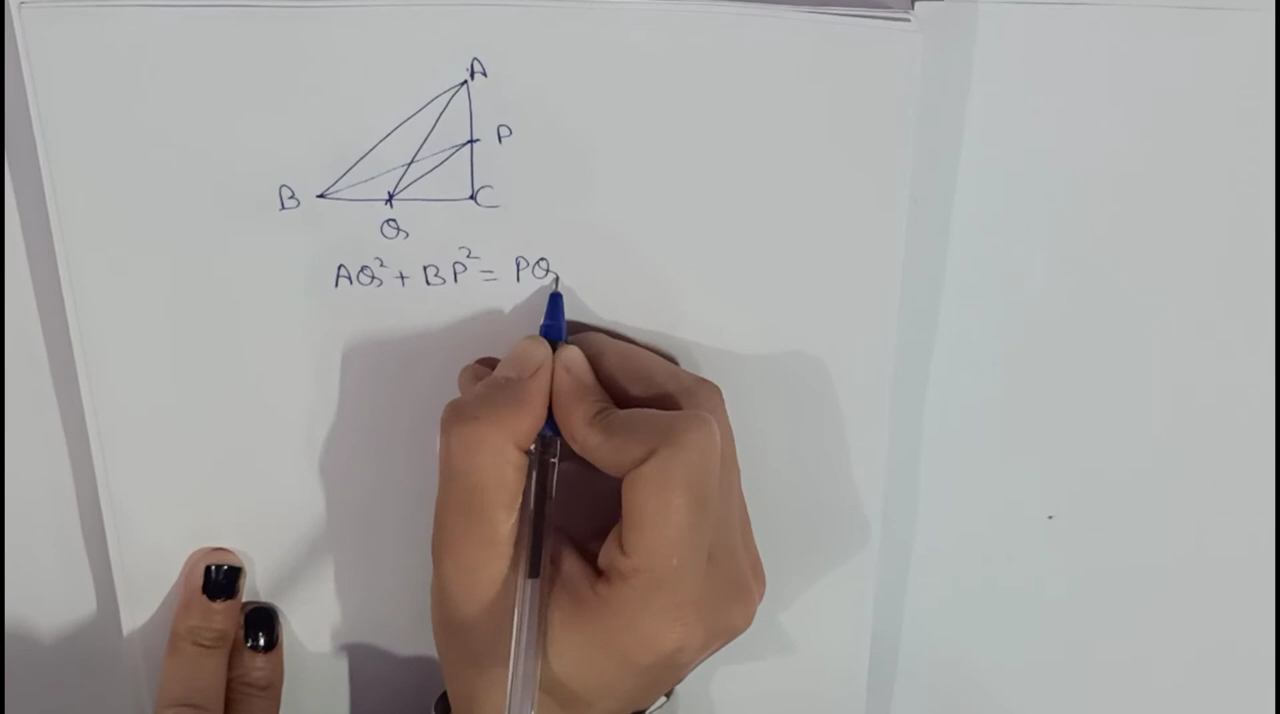 A
P
B
C
Q
AQ² + BP² = PQ